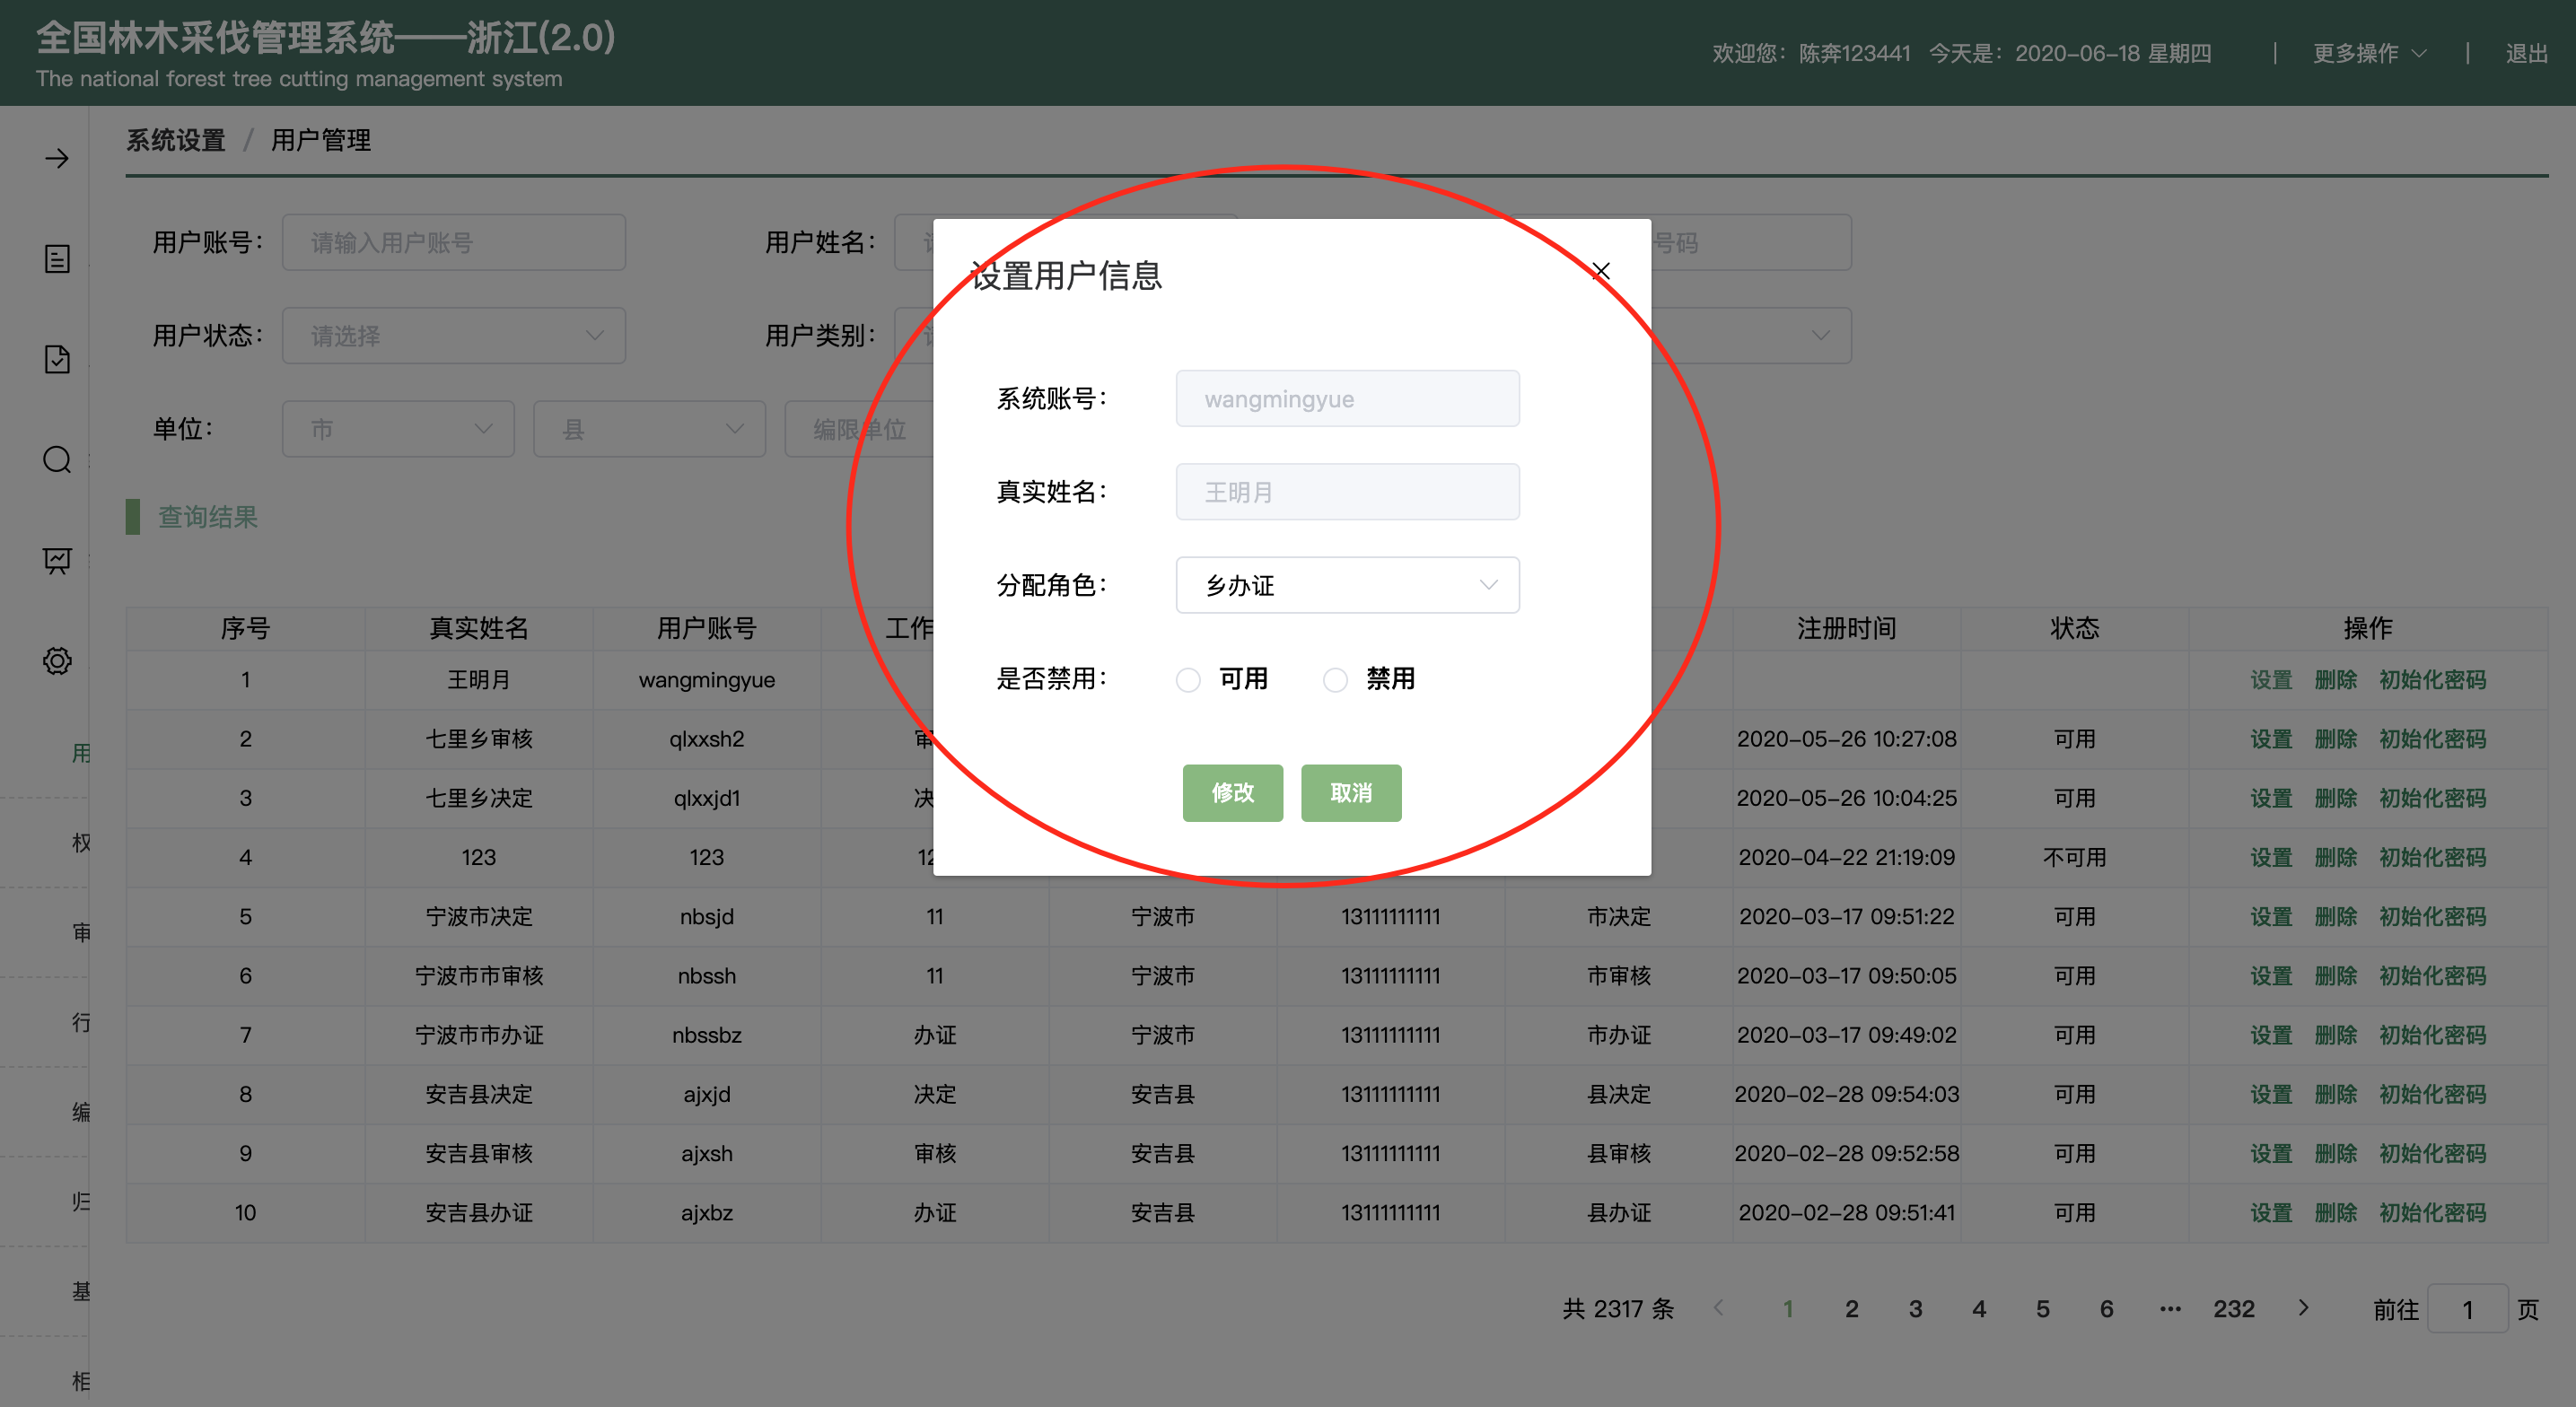 全国林木采伐管理系统——浙江(2.0)
The national forest tree cutting management system
欢迎您：陈奔123441 今天是：2020-06-18 星期四 | 更多操作 | 退出
系统设置 / 用户管理
用户账号： 请输入用户账号 用户姓名： 号码
用户状态： 请选择 用户类别：
单位： 市 县 编限单位
查询结果
设置用户信息
系统账号： wangmingyue
真实姓名： 王明月
分配角色： 乡办证
是否禁用： 可用 禁用
修改 取消
序号 真实姓名 用户账号 工作 注册时间 状态 操作
1 王明月 wangmingyue 设置 删除 初始化密码
2 七里乡审核 qlxxsh2 审 2020-05-26 10:27:08 可用 设置 删除 初始化密码
3 七里乡决定 qlxxjd1 决 2020-05-26 10:04:25 可用 设置 删除 初始化密码
4 123 123 12 2020-04-22 21:19:09 不可用 设置 删除 初始化密码
5 宁波市决定 nbsjd 11 宁波市 13111111111 市决定 2020-03-17 09:51:22 可用 设置 删除 初始化密码
6 宁波市市审核 nbssh 11 宁波市 13111111111 市审核 2020-03-17 09:50:05 可用 设置 删除 初始化密码
7 宁波市市办证 nbssbz 办证 宁波市 13111111111 市办证 2020-03-17 09:49:02 可用 设置 删除 初始化密码
8 安吉县决定 ajxjd 决定 安吉县 13111111111 县决定 2020-02-28 09:54:03 可用 设置 删除 初始化密码
9 安吉县审核 ajxsh 审核 安吉县 13111111111 县审核 2020-02-28 09:52:58 可用 设置 删除 初始化密码
10 安吉县办证 ajxbz 办证 安吉县 13111111111 县办证 2020-02-28 09:51:41 可用 设置 删除 初始化密码
用
权
审
行
编
归
基
相
共 2317 条 1 2 3 4 5 6 ••• 232 前往 1 页